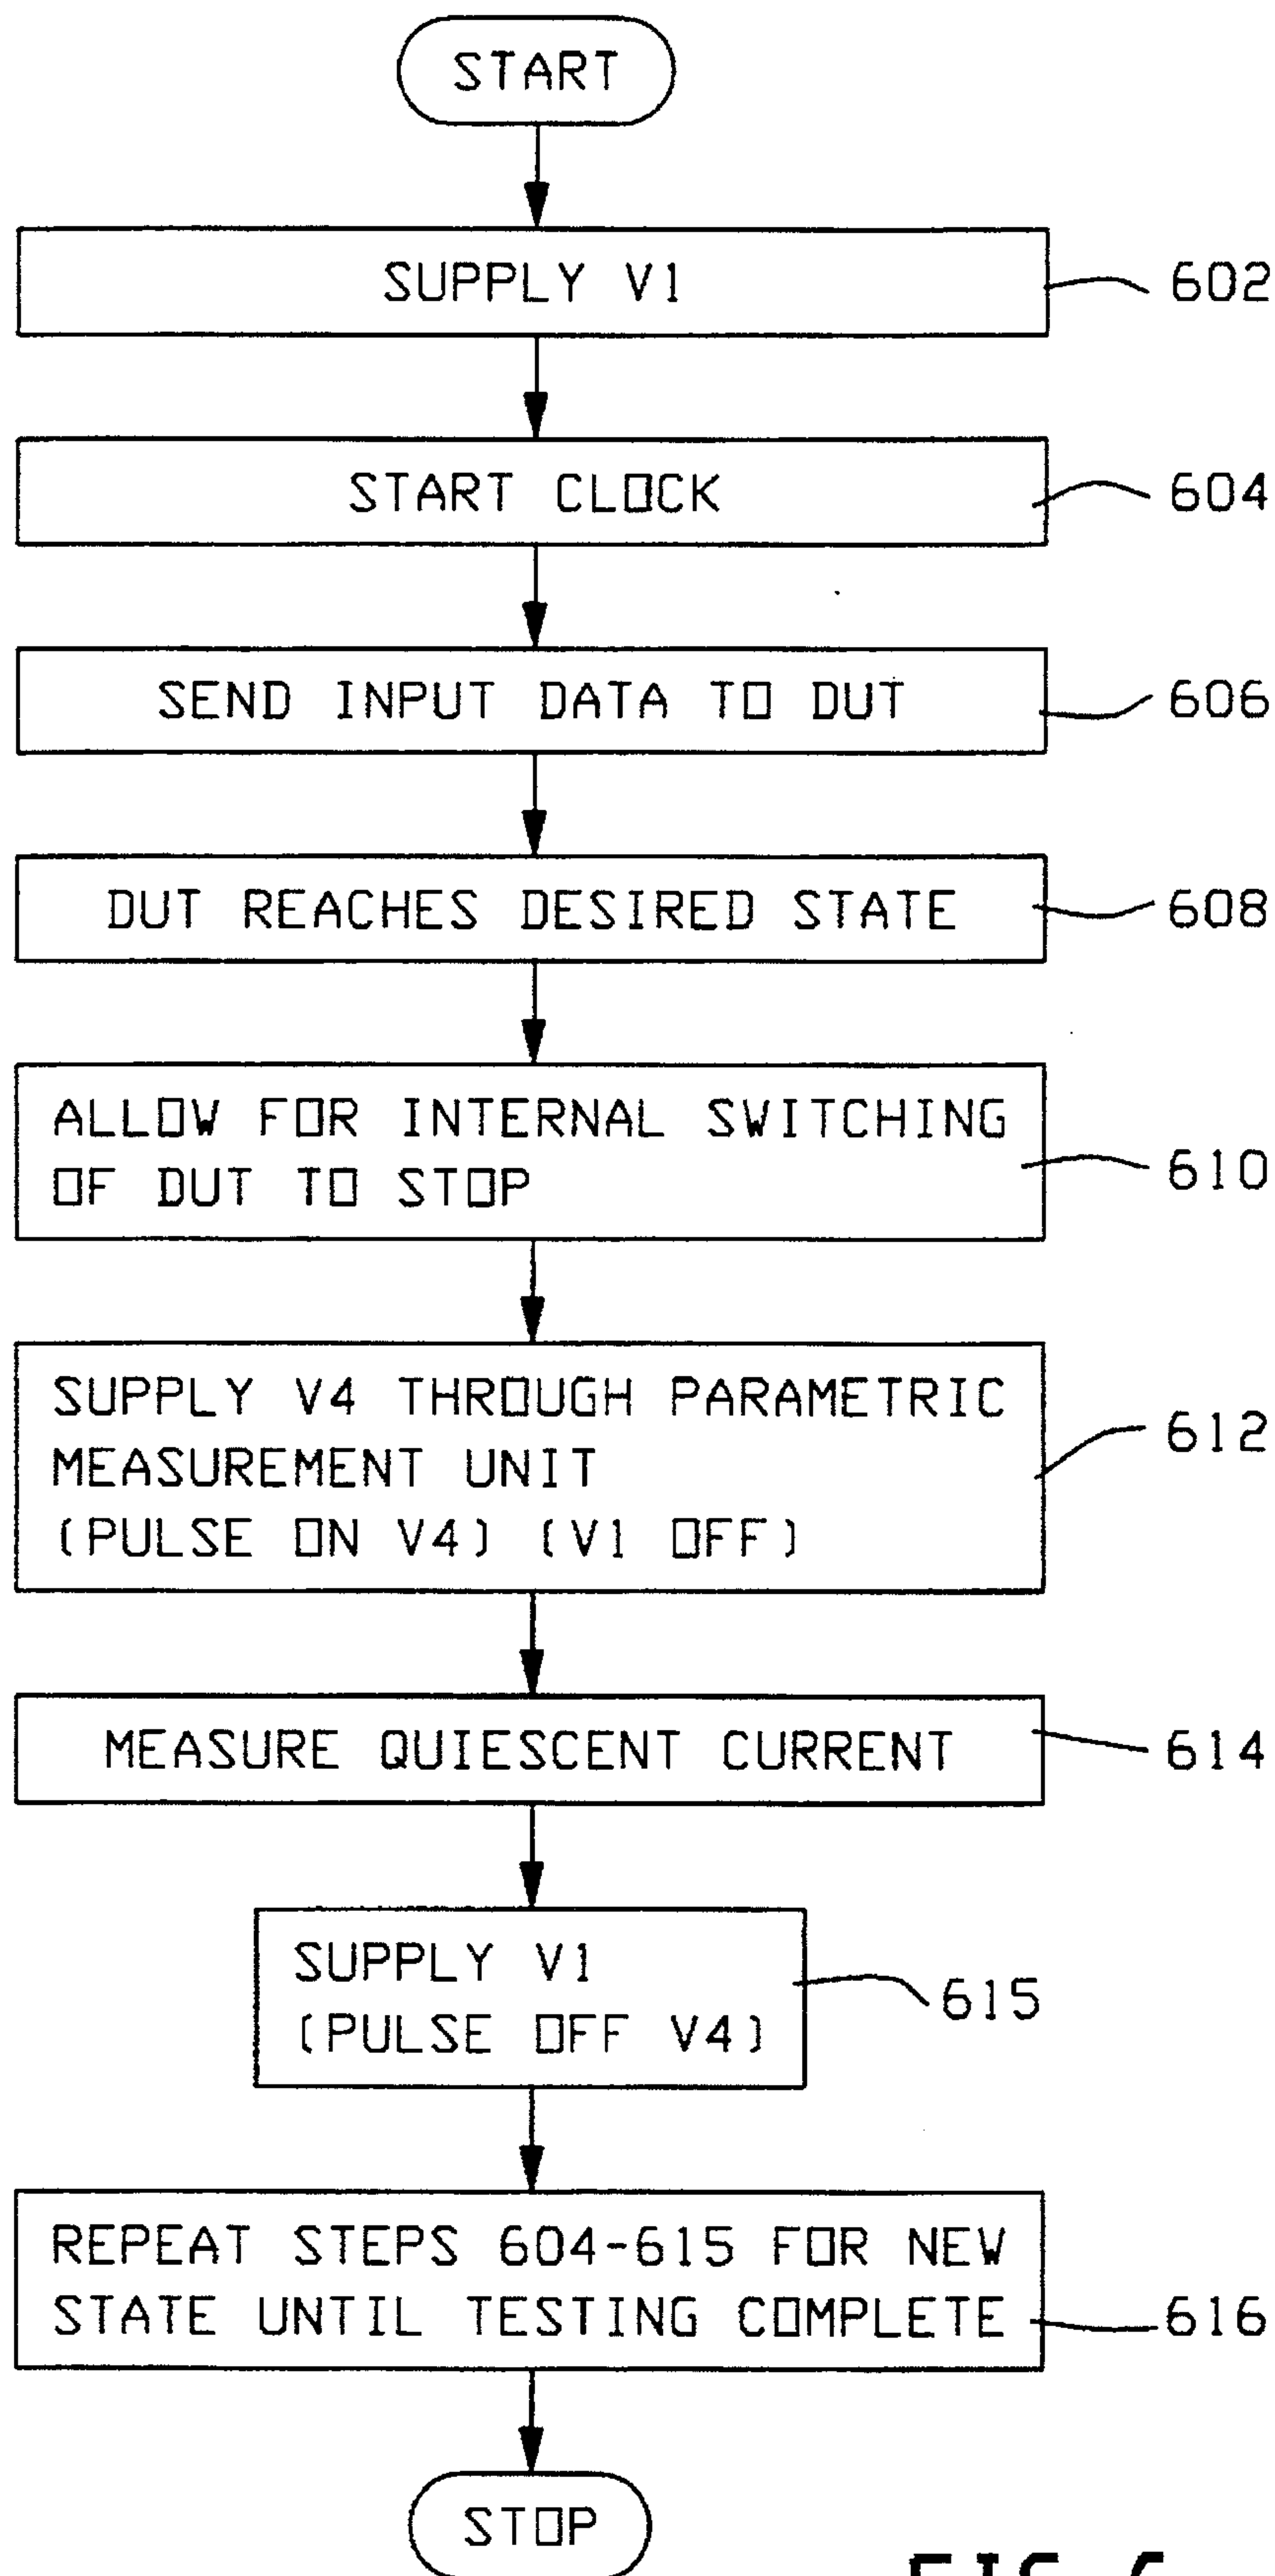 START
SUPPLY V1
602
START CLOCK
604
SEND INPUT DATA TO DUT
606
DUT REACHES DESIRED STATE
608
ALLOW FOR INTERNAL SWITCHING
OF DUT TO STOP
610
SUPPLY V4 THROUGH PARAMETRIC
MEASUREMENT UNIT
(PULSE ON V4) (V1 OFF)
612
MEASURE QUIESCENT CURRENT
614
SUPPLY V1
(PULSE OFF V4)
615
REPEAT STEPS 604-615 FOR NEW
STATE UNTIL TESTING COMPLETE
616
STOP